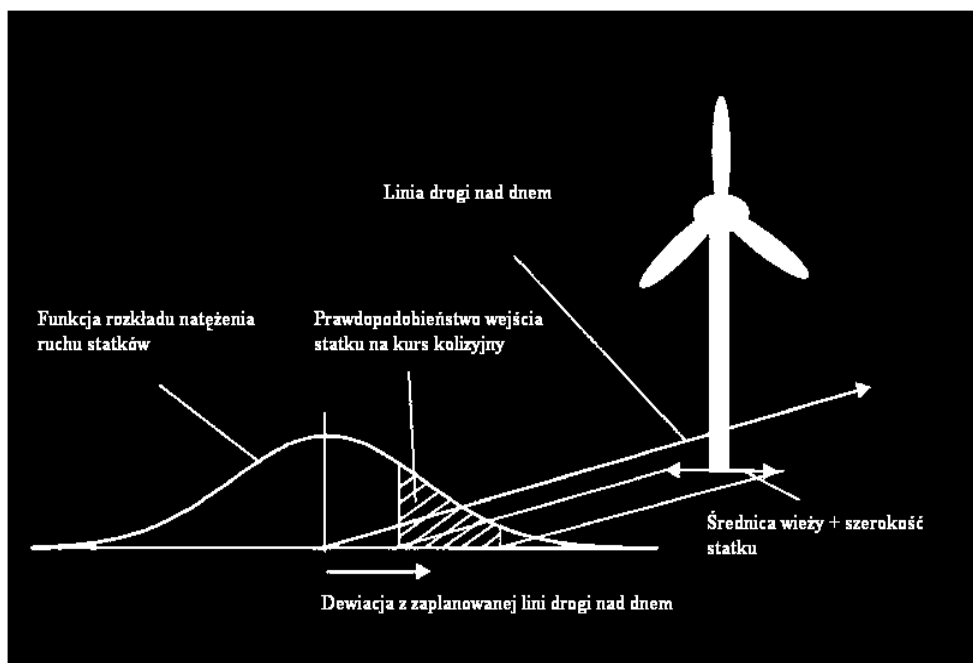 Linia drogi nad dnem
Funkcja rozkładu natężenia
ruchu statków
Prawdopodobieństwo wejścia
statku na kurs kolizyjny
Średnica wieży + szerokość
statku
Dewiacja z zaplanowanej lini drogi nad dnem